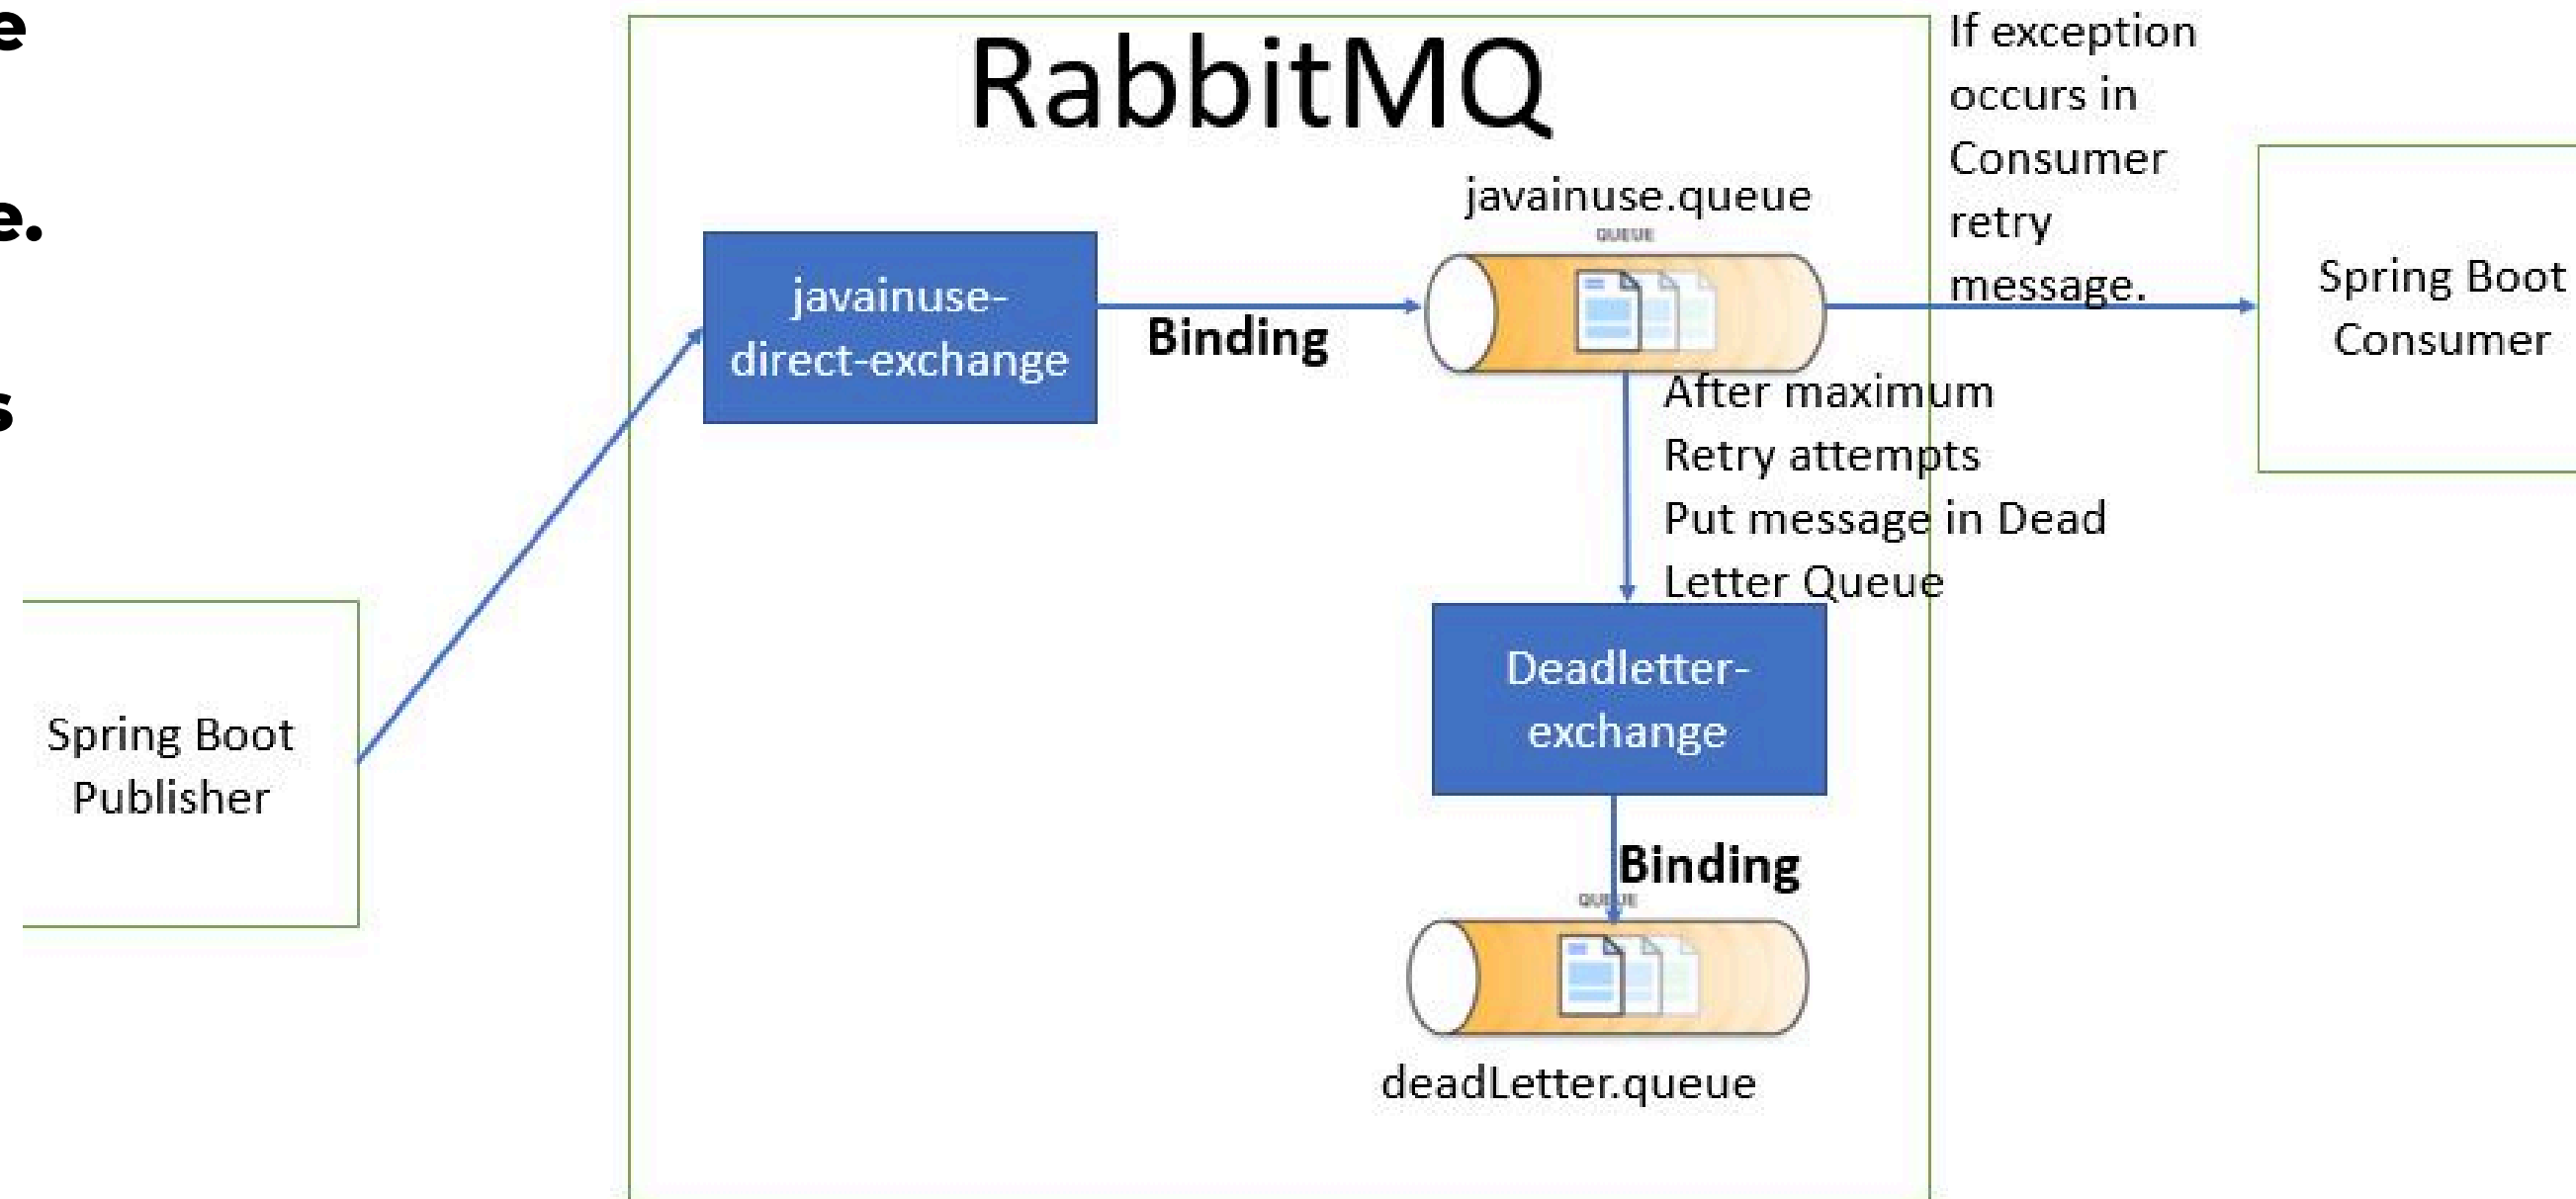 e
e.
s
RabbitMQ
If exception
occurs in
Consumer
retry
message.
javainuse.queue
QUEUE
javainuse-
direct-exchange
Binding
Spring Boot
Consumer
After maximum
Retry attempts
Put message in Dead
Letter Queue
Spring Boot
Publisher
Deadletter-
exchange
Binding
QUEUE
deadLetter.queue